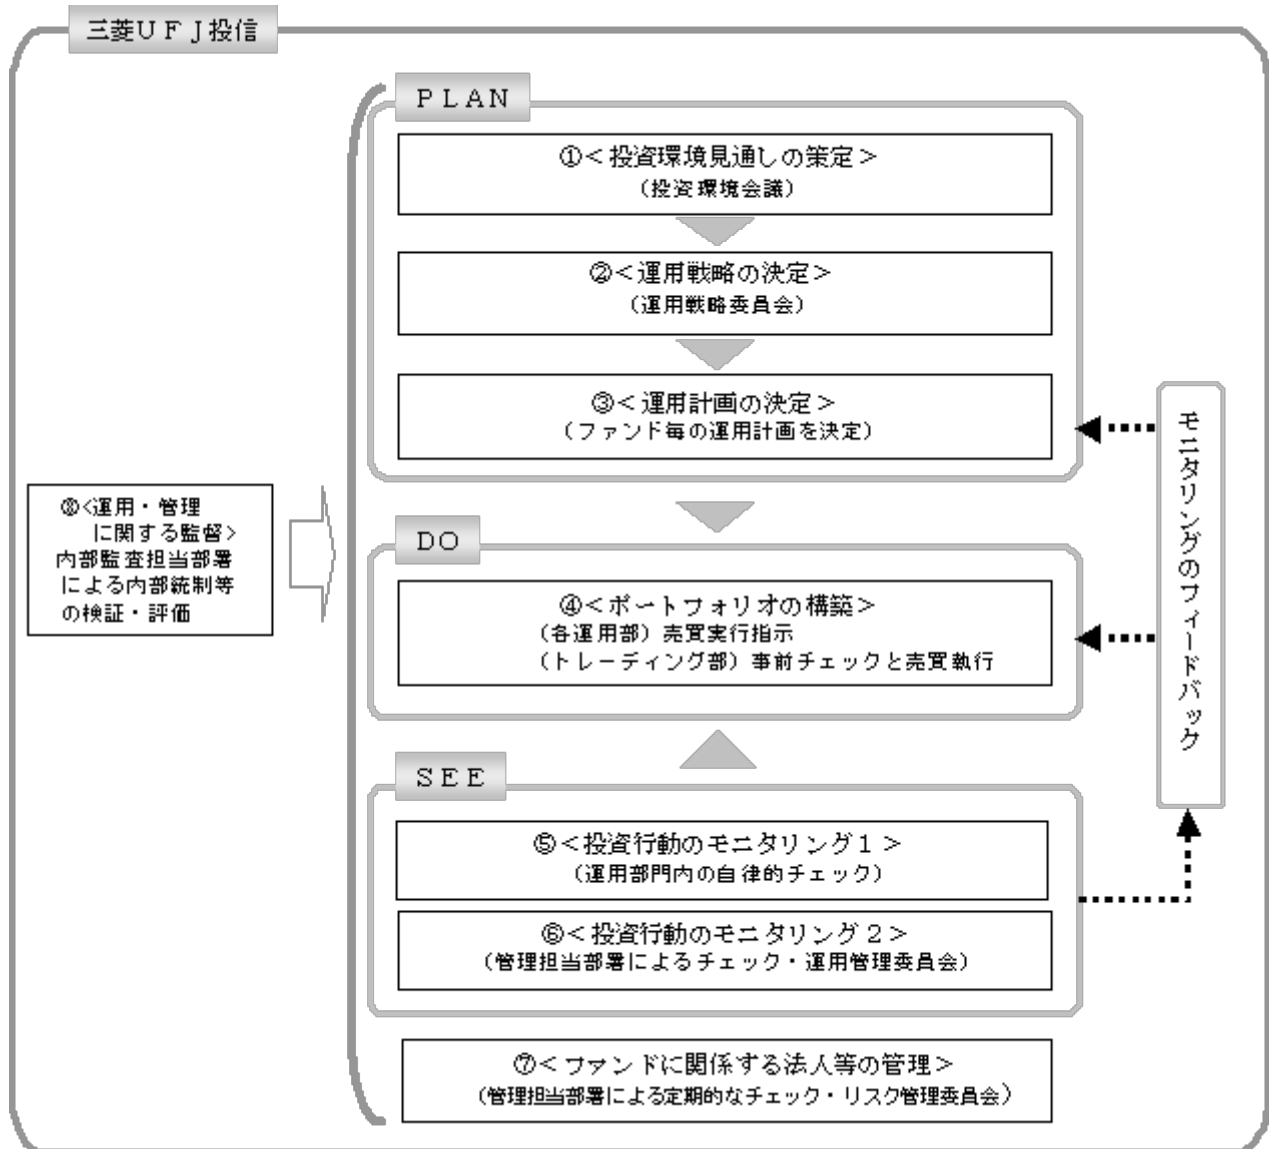 三菱ＵＦＪ投信
ＰＬＡＮ
①＜投資環境見通しの策定＞
（投資環境会議）
②＜運用戦略の決定＞
（運用戦略委員会）
③＜運用計画の決定＞
（ファンド毎の運用計画を決定）
モニタリングのフィードバック
⑧＜運用・管理
に関する監督＞
内部監査担当部署
による内部統制等
の検証・評価
ＤＯ
④＜ポートフォリオの構築＞
（各運用部）売買実行指示
（トレーディング部）事前チェックと売買執行
ＳＥＥ
⑤＜投資行動のモニタリング１＞
（運用部門内の自律的チェック）
⑥＜投資行動のモニタリング２＞
（管理担当部署によるチェック・運用管理委員会）
⑦＜ファンドに関係する法人等の管理＞
（管理担当部署による定期的なチェック・リスク管理委員会）